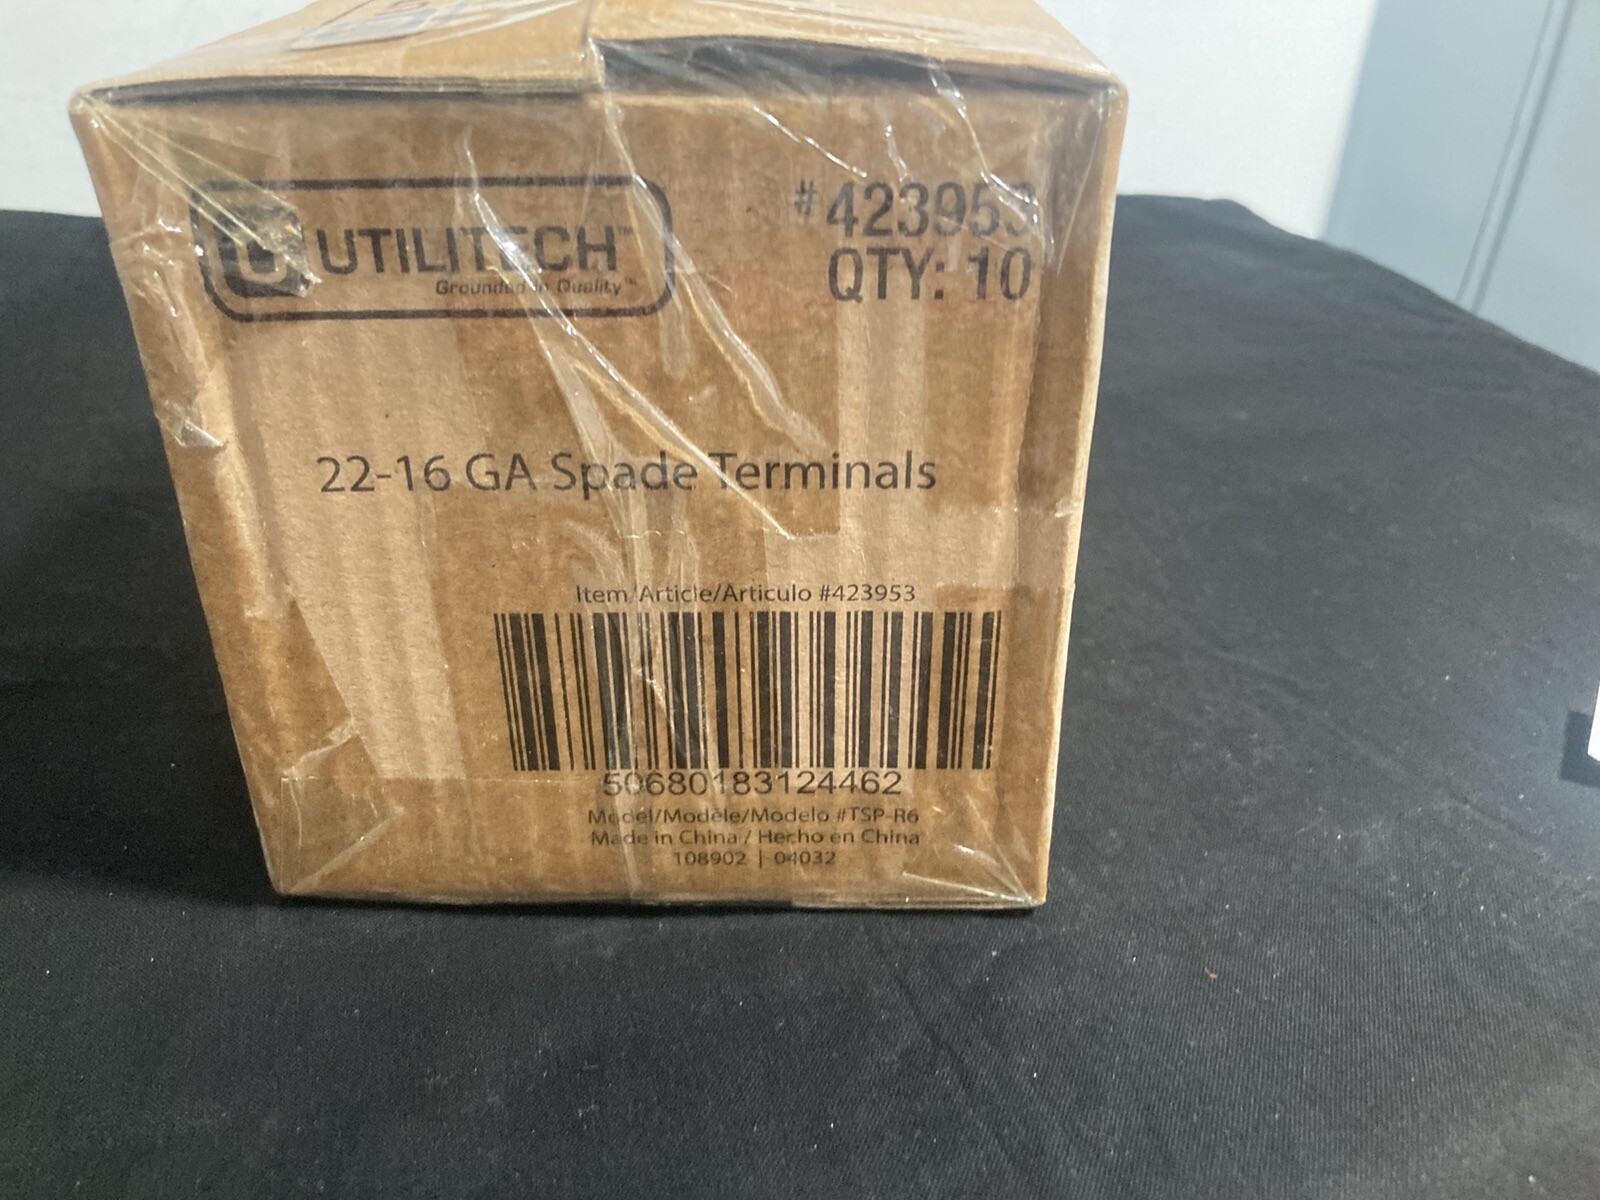 UTILITECH™
Grounded in Quality™
#423953
QTY: 10
22-16 GA Spade Terminals
Item/Article/Articulo #423953
50680183124462
Model/Modèle/Modelo #TSP-R6
Made in China / Hecho en China
108902 | 04032